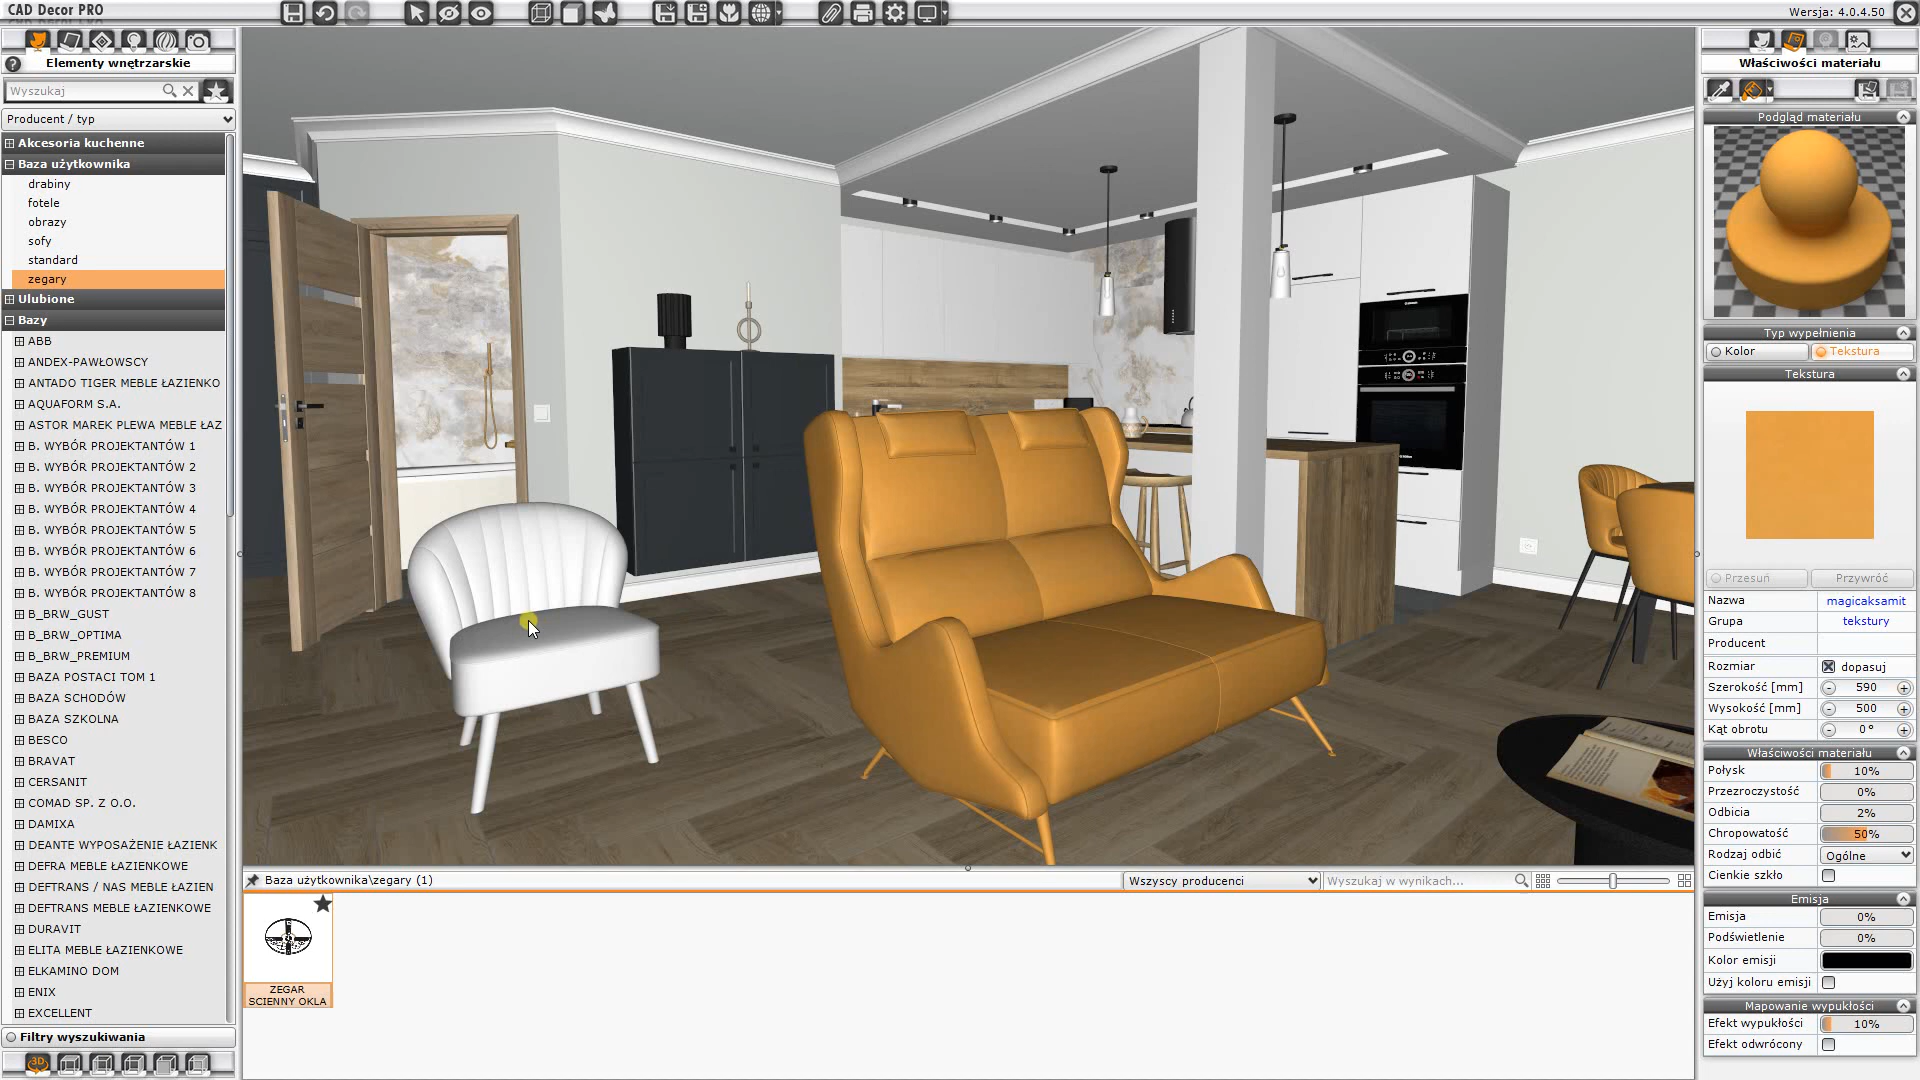 CAD Decor PRO
Wersja: 4.0.4.50
Elementy wnętrzarskie
Wyszukaj
Producent / typ
Akcesoria kuchenne
Baza użytkownika
drabiny
fotele
obrazy
sofy
standard
zegary
Ulubione
Bazy
ABB
ANDEX-PAWŁOWSCY
ANTADO TIGER MEBLE ŁAZIENKO
AQUAFORM S.A.
ASTOR MAREK PLEWA MEBLE ŁAZ
B. WYBÓR PROJEKTANTÓW 1
B. WYBÓR PROJEKTANTÓW 2
B. WYBÓR PROJEKTANTÓW 3
B. WYBÓR PROJEKTANTÓW 4
B. WYBÓR PROJEKTANTÓW 5
B. WYBÓR PROJEKTANTÓW 6
B. WYBÓR PROJEKTANTÓW 7
B. WYBÓR PROJEKTANTÓW 8
B_BRW_GUST
B_BRW_OPTIMA
B_BRW_PREMIUM
BAZA POSTACI TOM 1
BAZA SCHODÓW
BAZA SZKOLNA
BESCO
BRAVAT
CERSANIT
COMAD SP. Z O.O.
DAMIXA
DEANTE WYPOSAŻENIE ŁAZIENK
DEFRA MEBLE ŁAZIENKOWE
DEFTRANS / NAS MEBLE ŁAZIEN
DEFTRANS MEBLE ŁAZIENKOWE
DURAVIT
ELITA MEBLE ŁAZIENKOWE
ELKAMINO DOM
ENIX
EXCELLENT
Filtry wyszukiwania
3D
Baza użytkownika\zegary (1)
Wszyscy producenci
Wyszukaj w wynikach...
ZEGAR
SCIENNY OKLA
Właściwości materiału
Podgląd materiału
Typ wypełnienia
Kolor
Tekstura
Tekstura
Przesuń
Przywróć
Nazwa magicaksamit
Grupa tekstury
Producent
Rozmiar dopasuj
Szerokość [mm] - 590 +
Wysokość [mm] - 500 +
Kąt obrotu - 0° +
Właściwości materiału
Połysk 10%
Przezroczystość 0%
Odbicia 2%
Chropowatość 50%
Rodzaj odbić Ogólne
Cienkie szkło
Emisja
Emisja 0%
Podświetlenie 0%
Kolor emisji
Użyj koloru emisji
Mapowanie wypukłości
Efekt wypukłości 10%
Efekt odwrócony